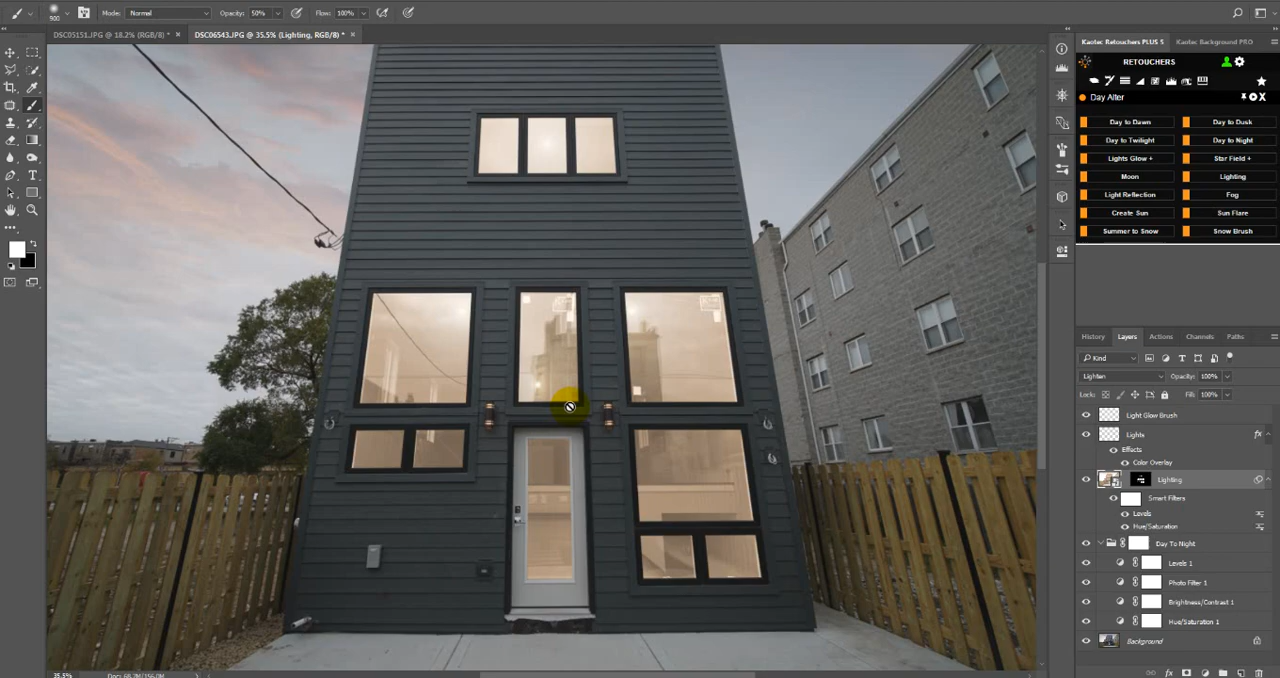 500
Mode: Normal
Opacity: 50%
Flow: 100%
DSC05151.JPG @ 18.2% (RGB/8) * ×
DSC06543.JPG @ 35.5% (Lighting, RGB/8) * ×
Kaotec Retouchers PLUS 5
Kaotec Background PRO
RETOUCHERS
Day Alter
Day to Dawn
Day to Dusk
Day to Twilight
Day to Night
Lights Glow +
Star Field +
Moon
Lighting
Light Reflection
Fog
Create Sun
Sun Flare
Summer to Snow
Snow Brush
History
Layers
Actions
Channels
Paths
Kind
Lighten
Opacity: 100%
Locks:
Fill: 100%
Light Glow Brush
Lights
fx
Effects
Color Overlay
Lighting
Smart Filters
Levels
Hue/Saturation
Day To Night
Levels 1
Photo Filter 1
Brightness/Contrast 1
Hue/Saturation 1
Background
35.5%